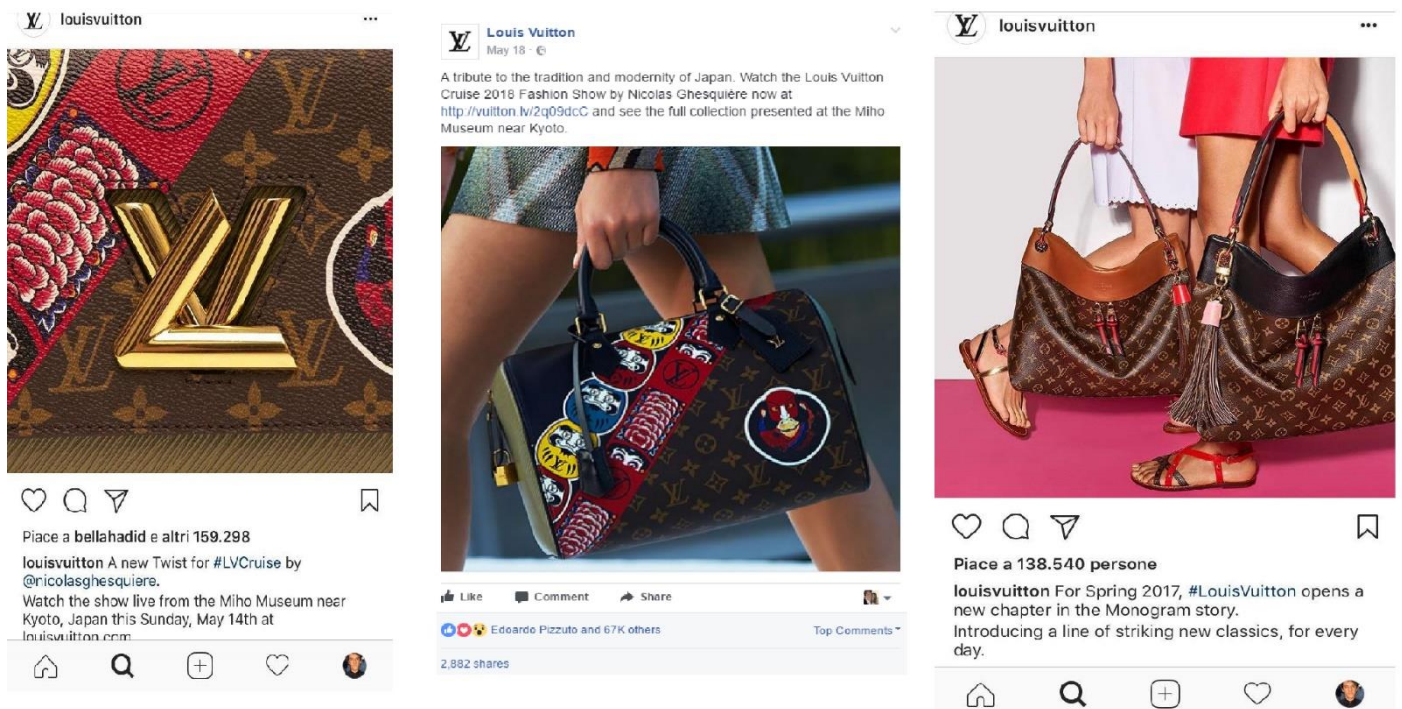 louisvuitton
Piace a bellahadid e altri 159.298
louisvuitton A new Twist for #LVCruise by
@nicolasghesquiere.
Watch the show live from the Miho Museum near
Kyoto, Japan this Sunday, May 14th at
louisvuitton.com
Louis Vuitton
May 18
A tribute to the tradition and modernity of Japan. Watch the Louis Vuitton
Cruise 2018 Fashion Show by Nicolas Ghesquière now at
http://vuitton.lv/2q09dcC and see the full collection presented at the Miho
Museum near Kyoto.
Like Comment Share
Edoardo Pizzuto and 67K others Top Comments
2,882 shares
louisvuitton
Piace a 138.540 persone
louisvuitton For Spring 2017, #LouisVuitton opens a
new chapter in the Monogram story.
Introducing a line of striking new classics, for every
day.